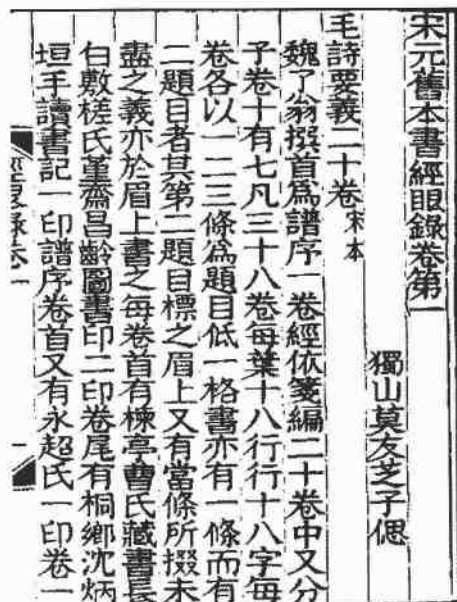 宋元舊本書經眼錄卷第一
獨山莫友芝子偲
毛詩要義二十卷宋本
魏了翁撰首爲譜序一卷經依箋編二十卷中又分
子卷十有七凡三十八卷每葉十八行行十八字每
卷各以一二三條爲題目低一格書亦有一條而有
二題目者其第二題目標之眉上又有當條所掇未
盡之義亦於眉上書之每卷首有楝亭曹氏藏書長
白敷槎氏堇齋昌齡圖書印二印卷尾有桐鄉沈炳
垣手讀書記一印譜序卷首又有永超氏一印卷一
經眼錄卷一
一